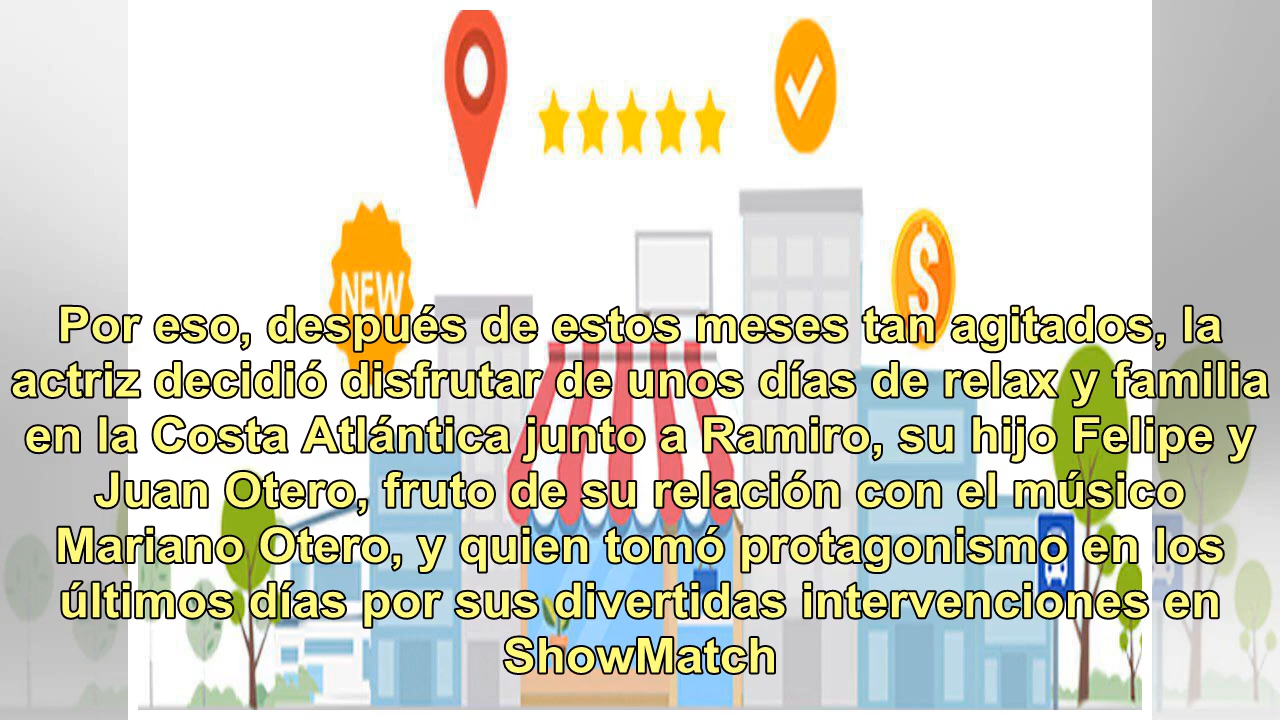 NEW
Por eso, después de estos meses tan agitados, la
actriz decidió disfrutar de unos días de relax y familia
en la Costa Atlántica junto a Ramiro, su hijo Felipe y
Juan Otero, fruto de su relación con el músico
Mariano Otero, y quien tomó protagonismo en los
últimos días por sus divertidas intervenciones en
ShowMatch